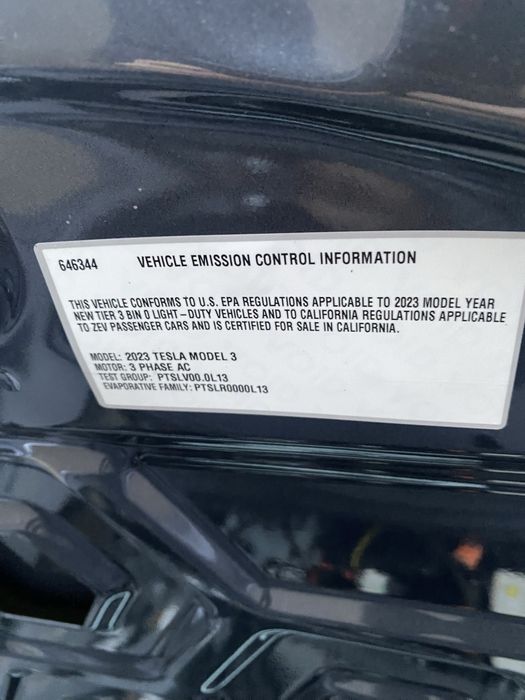 646344 VEHICLE EMISSION CONTROL INFORMATION
THIS VEHICLE CONFORMS TO U.S. EPA REGULATIONS APPLICABLE TO 2023 MODEL YEAR
NEW TIER 3 BIN 0 LIGHT-DUTY VEHICLES AND TO CALIFORNIA REGULATIONS APPLICABLE
TO ZEV PASSENGER CARS AND IS CERTIFIED FOR SALE IN CALIFORNIA.
MODEL: 2023 TESLA MODEL 3
MOTOR: 3 PHASE AC
TEST GROUP: PTSLV00.0L13
EVAPORATIVE FAMILY: PTSLR0000L13